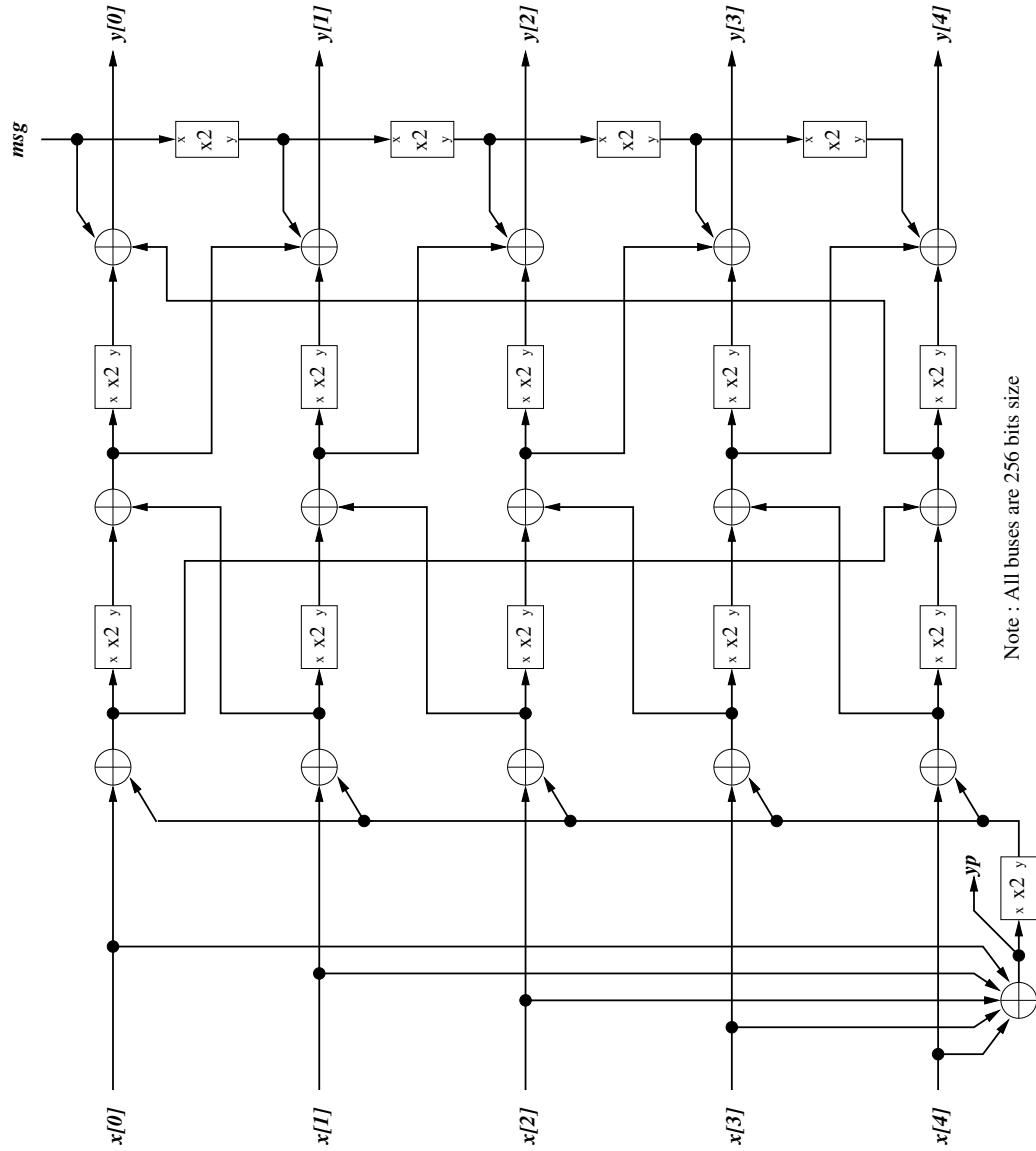 msg
y[0]
y[1]
y[2]
y[3]
y[4]
x x2 y
x x2 y
x x2 y
x x2 y
x x2 y
x x2 y
x x2 y
x x2 y
x x2 y
x x2 y
x x2 y
x x2 y
x x2 y
x x2 y
yp
x x2 y
x[0]
x[1]
x[2]
x[3]
x[4]
Note : All buses are 256 bits size